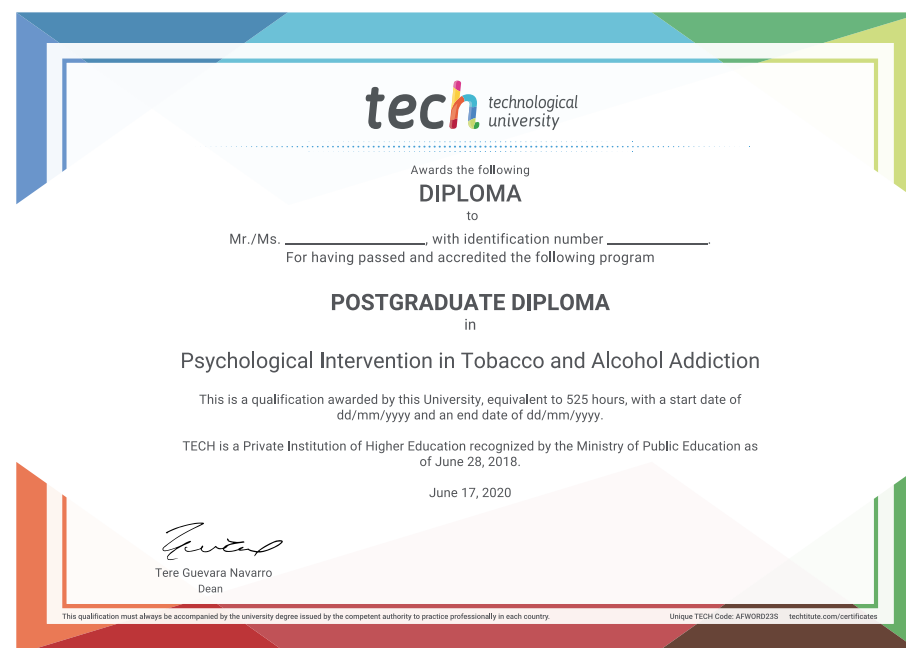 tech technological
university
Awards the following
DIPLOMA
to
Mr./Ms. ____________, with identification number ____________.
For having passed and accredited the following program
POSTGRADUATE DIPLOMA
in
Psychological Intervention in Tobacco and Alcohol Addiction
This is a qualification awarded by this University, equivalent to 525 hours, with a start date of
dd/mm/yyyy and an end date of dd/mm/yyyy.
TECH is a Private Institution of Higher Education recognized by the Ministry of Public Education as
of June 28, 2018.
June 17, 2020
Tere Guevara Navarro
Dean
This qualification must always be accompanied by the university degree issued by the competent authority to practice professionally in each country.
Unique TECH Code: AFWORD23S techtitute.com/certificates